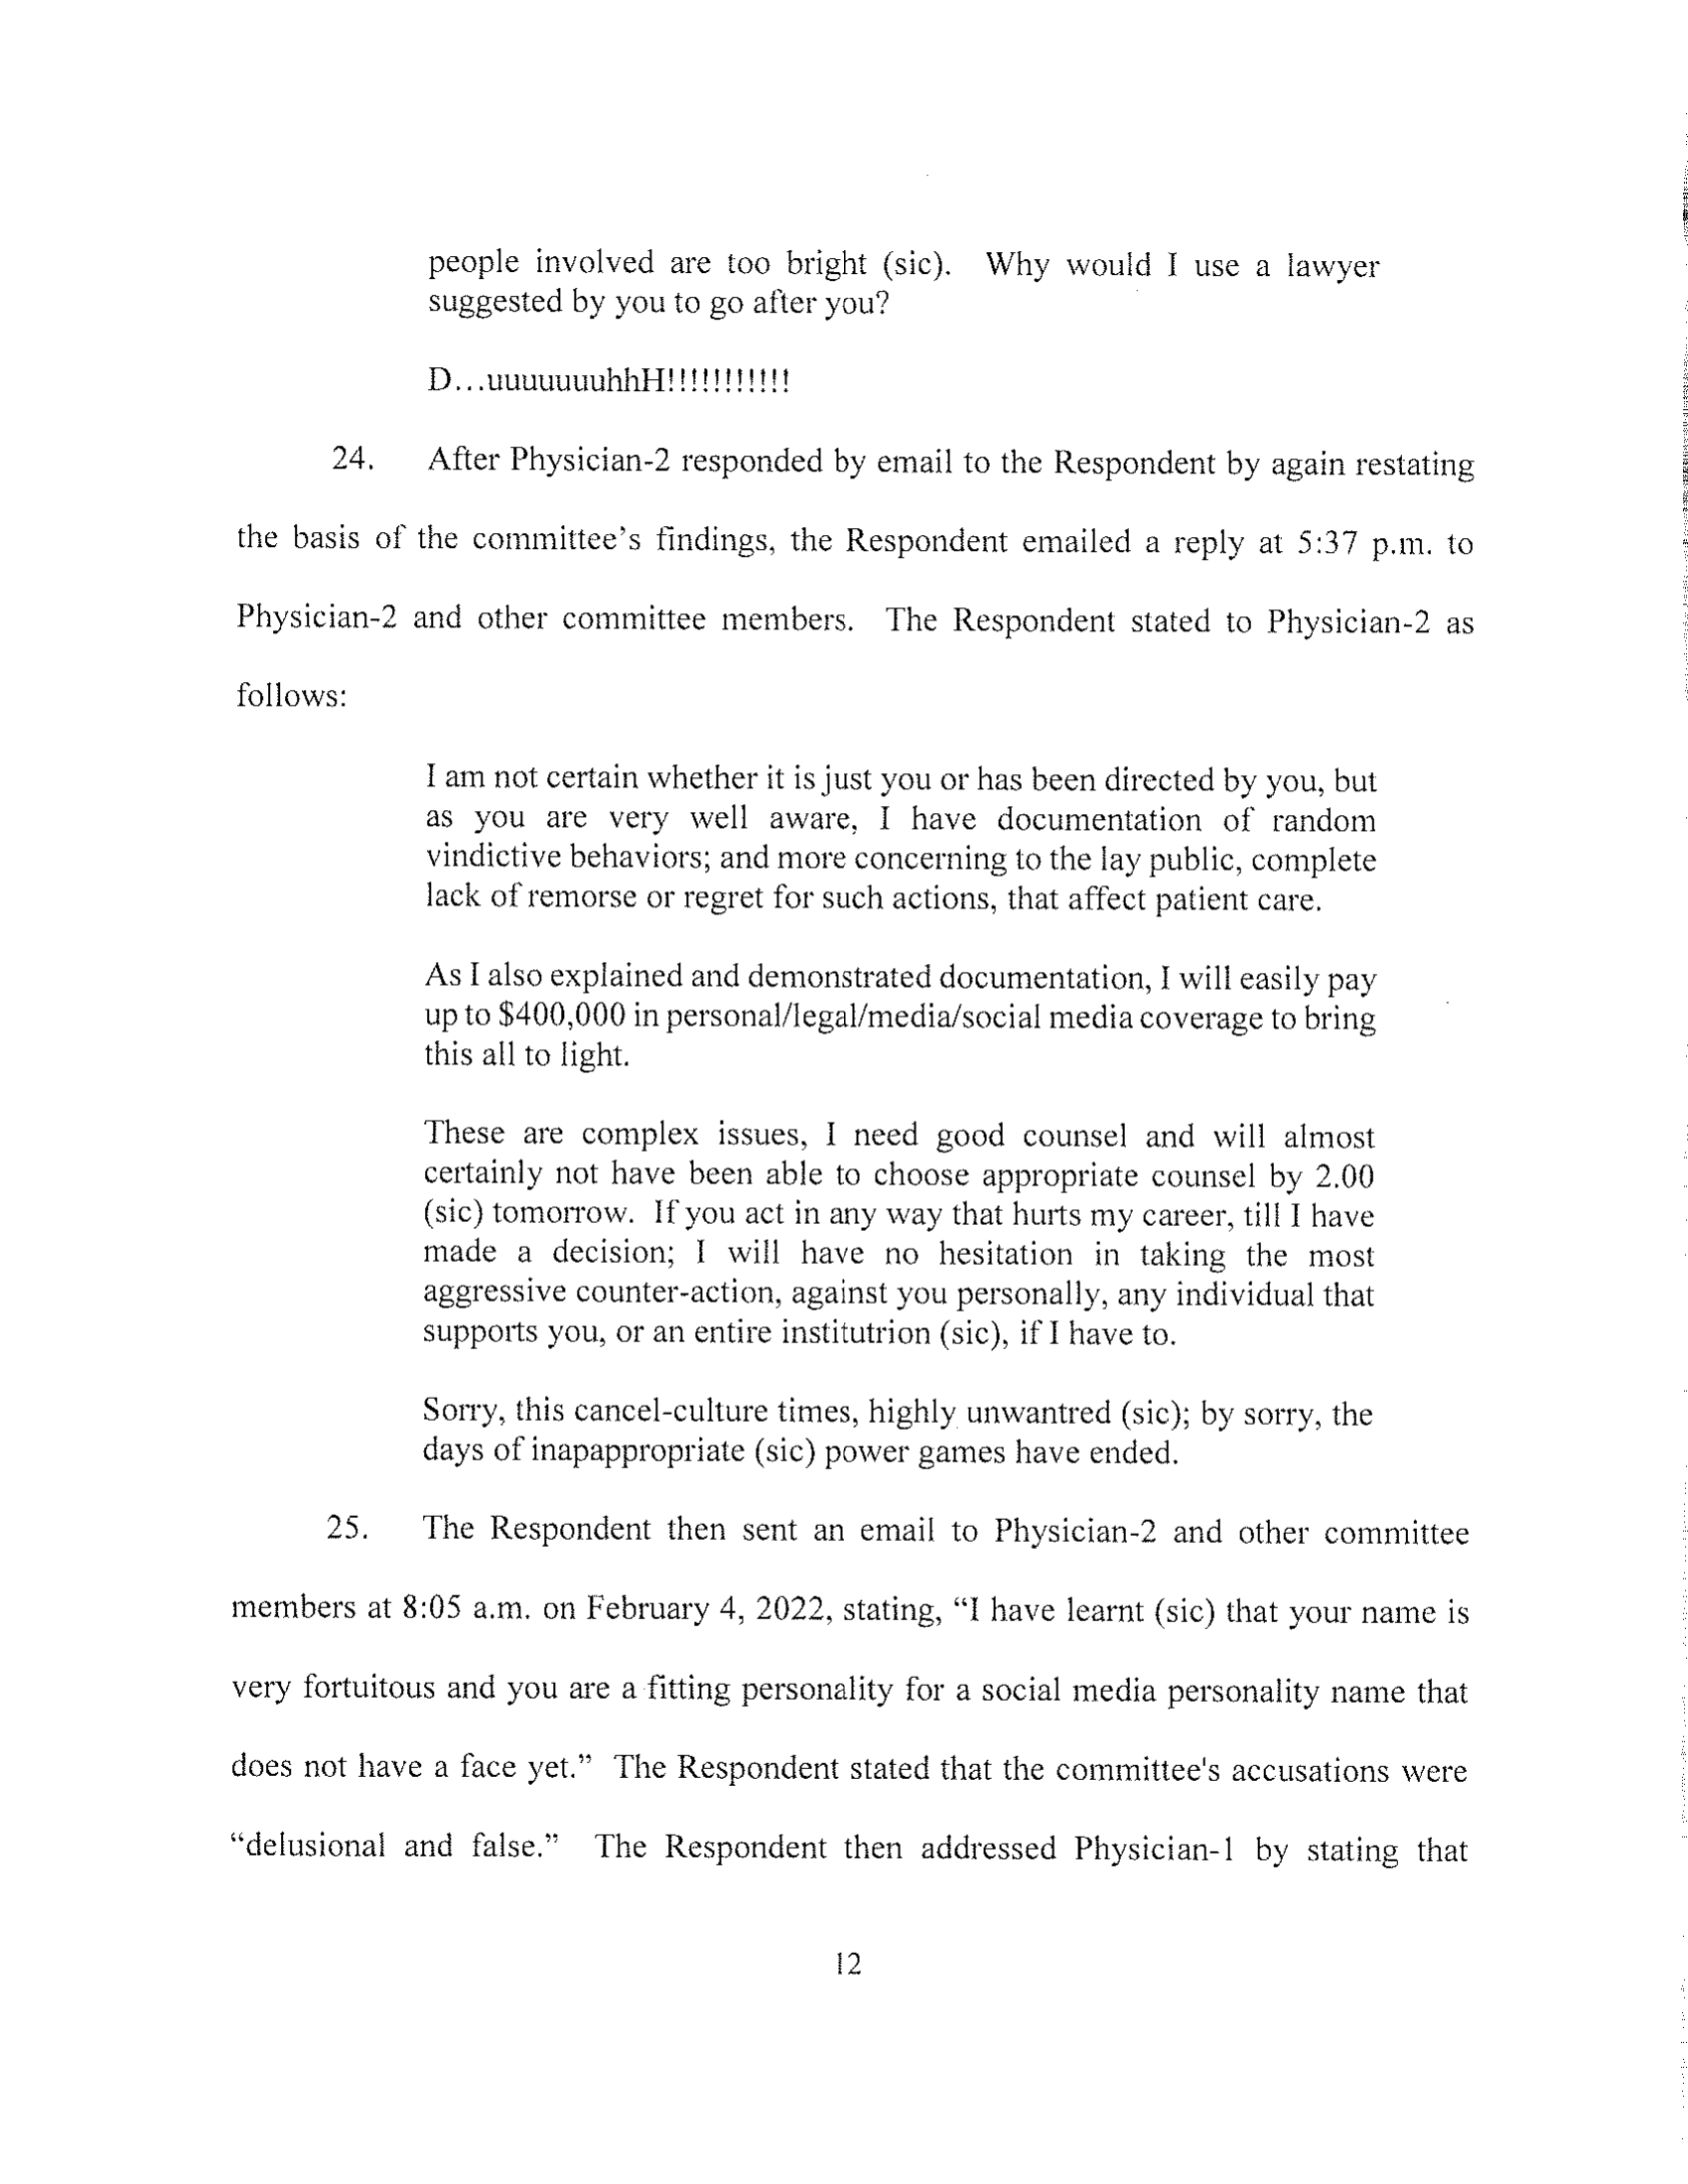 people involved are too bright (sic). Why would I use a lawyer
suggested by you to go after you?
D...uuuuuuuhhH!!!!!!!!!!!
24. After Physician-2 responded by email to the Respondent by again restating
the basis of the committee's findings, the Respondent emailed a reply at 5:37 p.m. to
Physician-2 and other committee members. The Respondent stated to Physician-2 as
follows:
I am not certain whether it is just you or has been directed by you, but
as you are very well aware, I have documentation of random
vindictive behaviors; and more concerning to the lay public, complete
lack of remorse or regret for such actions, that affect patient care.
As I also explained and demonstrated documentation, I will easily pay
up to $400,000 in personal/legal/media/social media coverage to bring
this all to light.
These are complex issues, I need good counsel and will almost
certainly not have been able to choose appropriate counsel by 2.00
(sic) tomorrow. If you act in any way that hurts my career, till I have
made a decision; I will have no hesitation in taking the most
aggressive counter-action, against you personally, any individual that
supports you, or an entire institutrion (sic), if I have to.
Sorry, this cancel-culture times, highly unwantred (sic); by sorry, the
days of inapappropriate (sic) power games have ended.
25. The Respondent then sent an email to Physician-2 and other committee
members at 8:05 a.m. on February 4, 2022, stating, “I have learnt (sic) that your name is
very fortuitous and you are a fitting personality for a social media personality name that
does not have a face yet.” The Respondent stated that the committee's accusations were
“delusional and false.” The Respondent then addressed Physician-1 by stating that
12